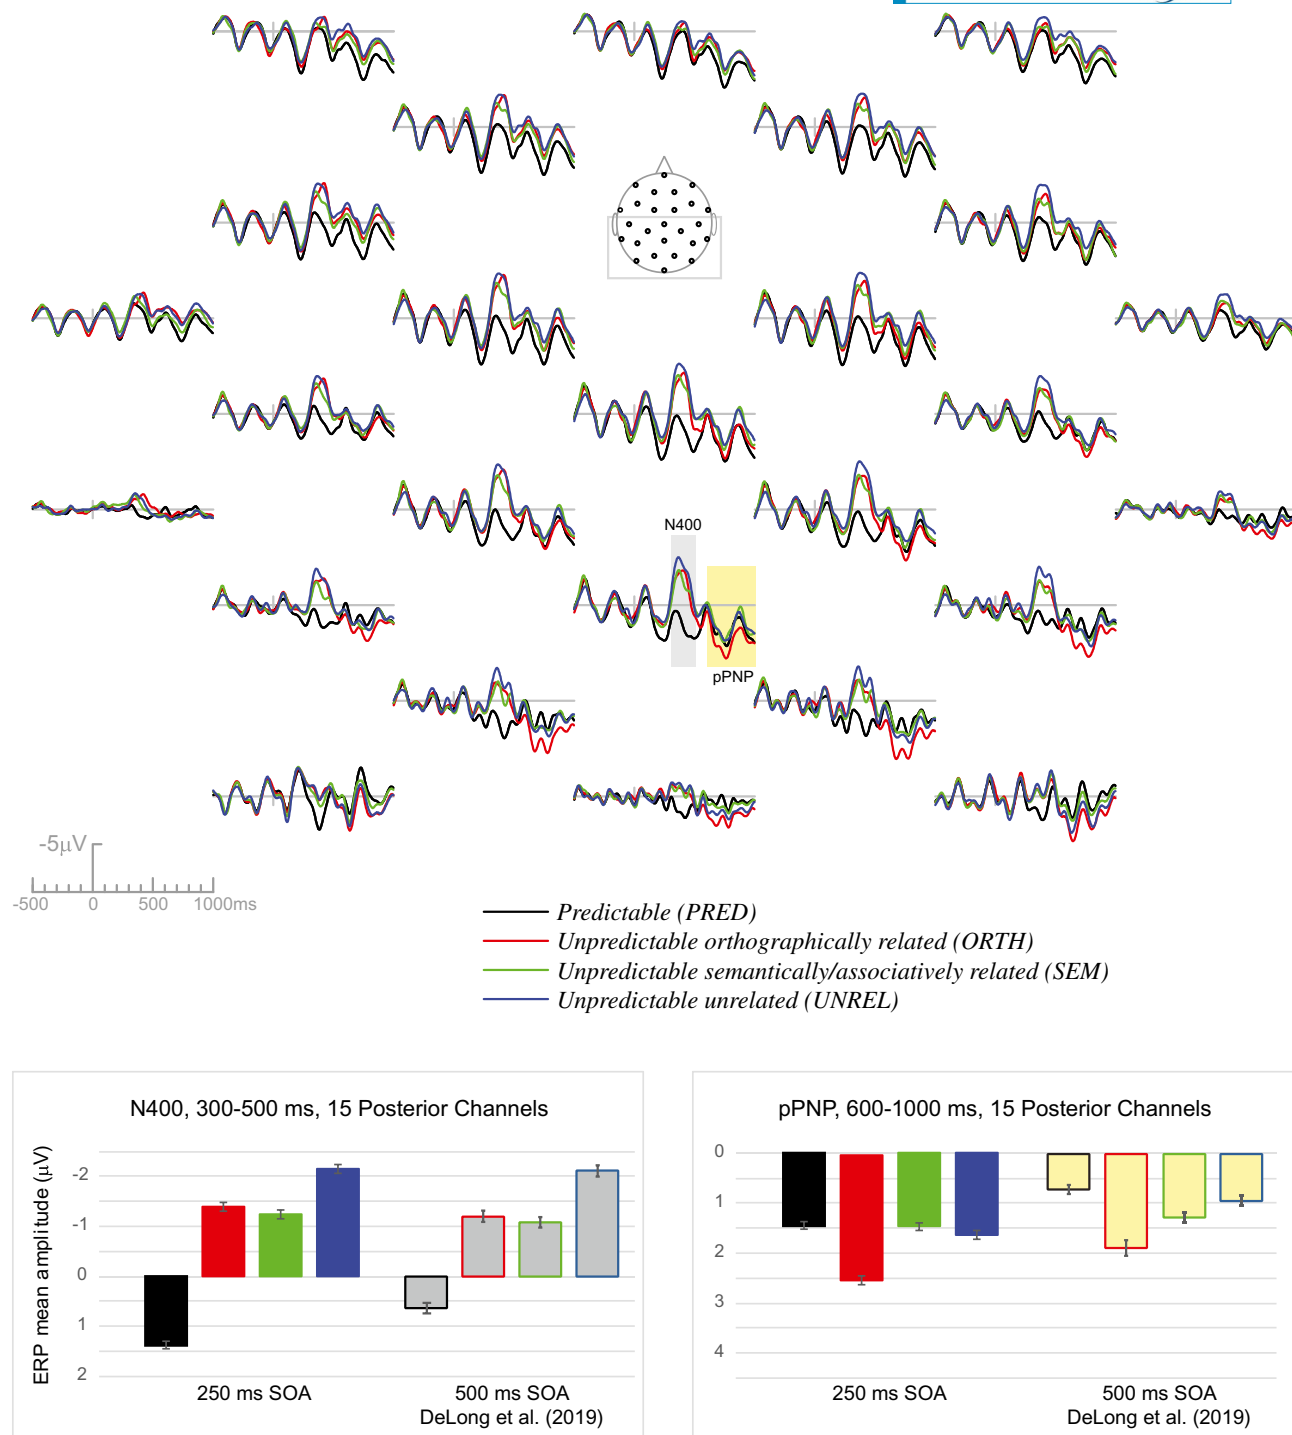 N400
pPNP
-5μV
-500 0 500 1000ms
Predictable (PRED)
Unpredictable orthographically related (ORTH)
Unpredictable semantically/associatively related (SEM)
Unpredictable unrelated (UNREL)
N400, 300-500 ms, 15 Posterior Channels
ERP mean amplitude (μV)
-2
-1
0
1
2
250 ms SOA
500 ms SOA
DeLong et al. (2019)
pPNP, 600-1000 ms, 15 Posterior Channels
0
1
2
3
4
250 ms SOA
500 ms SOA
DeLong et al. (2019)